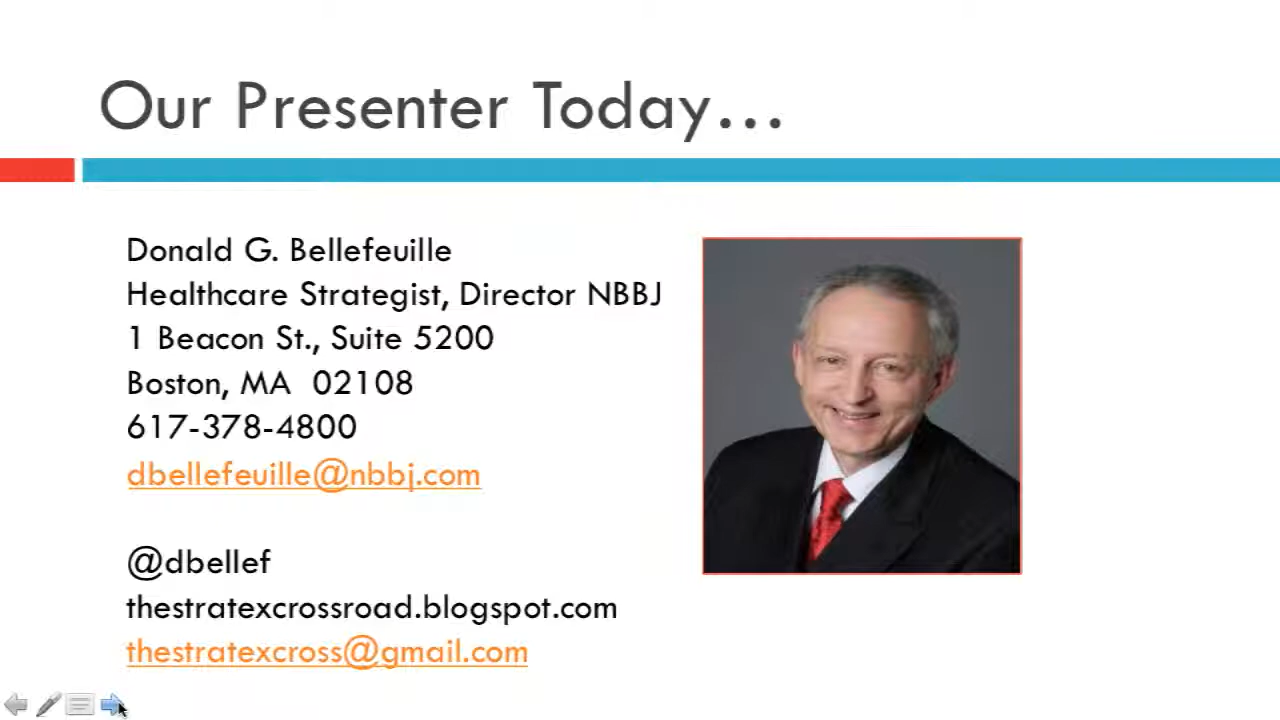 Our Presenter Today…
Donald G. Bellefeuille
Healthcare Strategist, Director NBBJ
1 Beacon St., Suite 5200
Boston, MA  02108
617-378-4800
dbellefeuille@nbbj.com
@dbellef
thestratexcrossroad.blogspot.com
thestratexcross@gmail.com